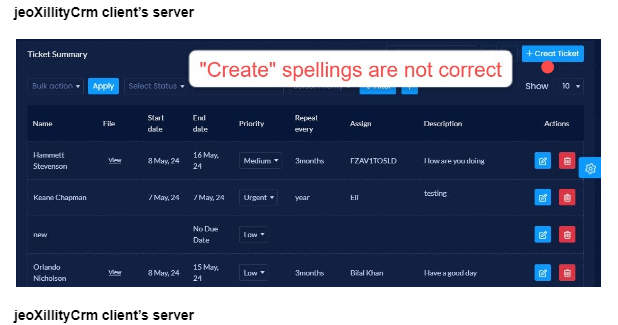 jeoXillityCrm client's server
Ticket Summary
"Create" spellings are not correct
+ Creat Ticket
Bulk action
Apply
Select Status
Show 10
Name File Start date End date Priority Repeat every Assign Description Actions
Hammett Stevenson View 8 May, 24 16 May, 24 Medium 3months FZAV1TO5LD How are you doing
Keane Chapman 7 May, 24 7 May, 24 Urgent year Eli testing
new No Due Date Low
Orlando Nicholson View 8 May, 24 15 May, 24 Low 3months Bilal Khan Have a good day
jeoXillityCrm client's server